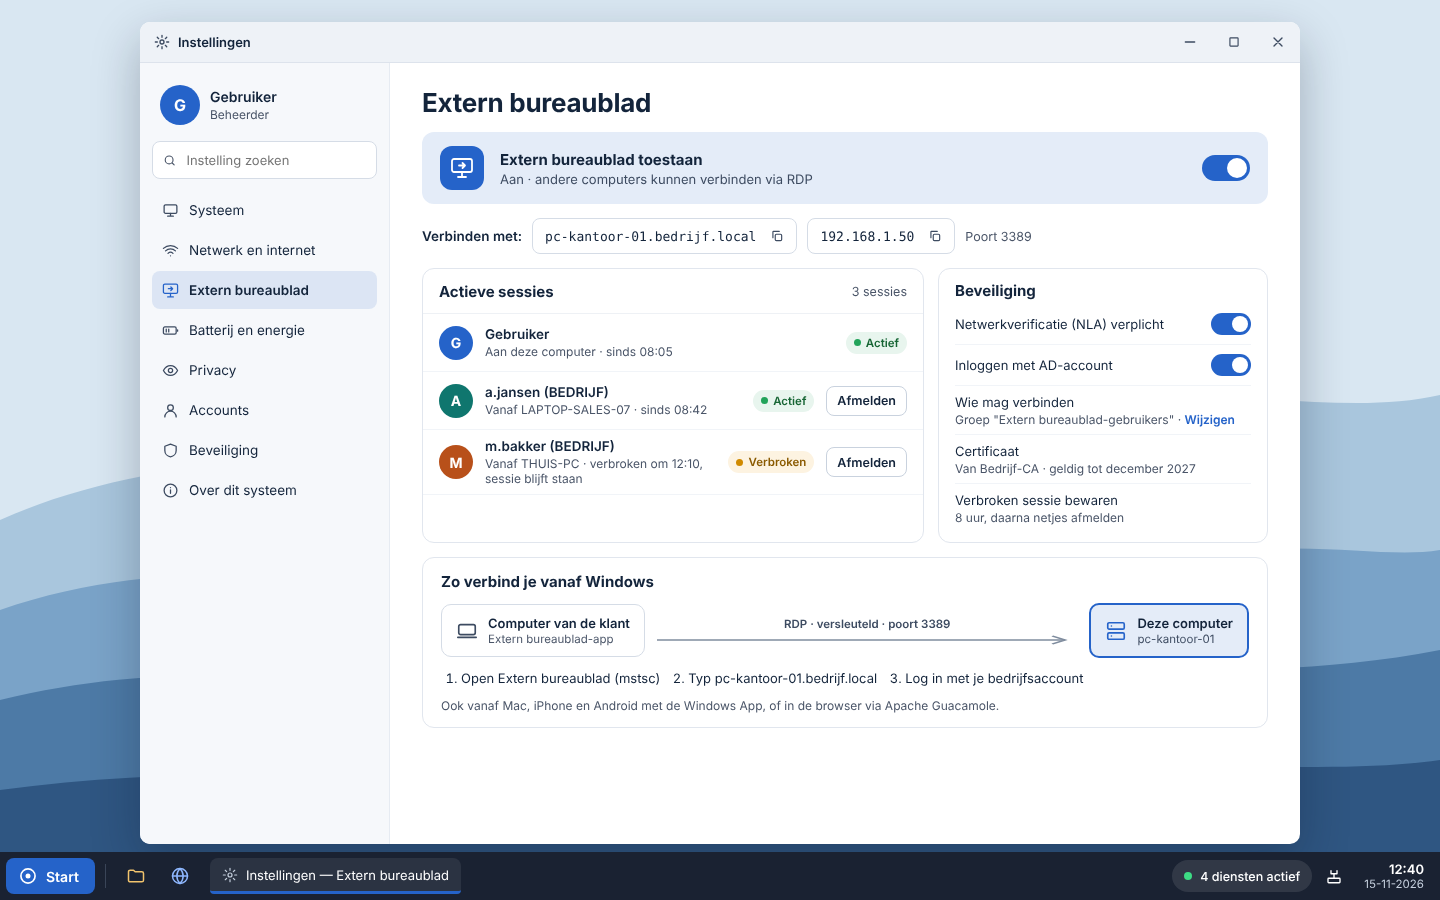 Instellingen
G
Gebruiker
Beheerder
Instelling zoeken
Systeem
Netwerk en internet
Extern bureaublad
Batterij en energie
Privacy
Accounts
Beveiliging
Over dit systeem
Extern bureaublad
Extern bureaublad toestaan
Aan · andere computers kunnen verbinden via RDP
Verbinden met: pc-kantoor-01.bedrijf.local 192.168.1.50 Poort 3389
Actieve sessies 3 sessies
G
Gebruiker
Aan deze computer · sinds 08:05
Actief
A
a.jansen (BEDRIJF)
Vanaf LAPTOP-SALES-07 · sinds 08:42
Actief Afmelden
M
m.bakker (BEDRIJF)
Vanaf THUIS-PC · verbroken om 12:10,
sessie blijft staan
Verbroken Afmelden
Beveiliging
Netwerkverificatie (NLA) verplicht
Inloggen met AD-account
Wie mag verbinden
Groep "Extern bureaublad-gebruikers" · Wijzigen
Certificaat
Van Bedrijf-CA · geldig tot december 2027
Verbroken sessie bewaren
8 uur, daarna netjes afmelden
Zo verbind je vanaf Windows
Computer van de klant
Extern bureaublad-app
RDP · versleuteld · poort 3389
Deze computer
pc-kantoor-01
1. Open Extern bureaublad (mstsc) 2. Typ pc-kantoor-01.bedrijf.local 3. Log in met je bedrijfsaccount
Ook vanaf Mac, iPhone en Android met de Windows App, of in de browser via Apache Guacamole.
Start
Instellingen — Extern bureaublad
4 diensten actief
12:40
15-11-2026